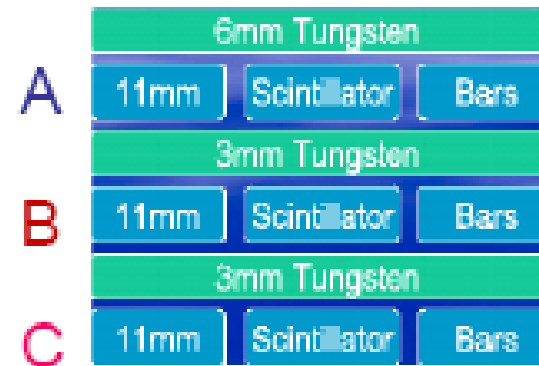 6mm Tungsten
A 11mm Scintillator Bars
3mm Tungsten
B 11mm Scintillator Bars
3mm Tungsten
C 11mm Scintillator Bars